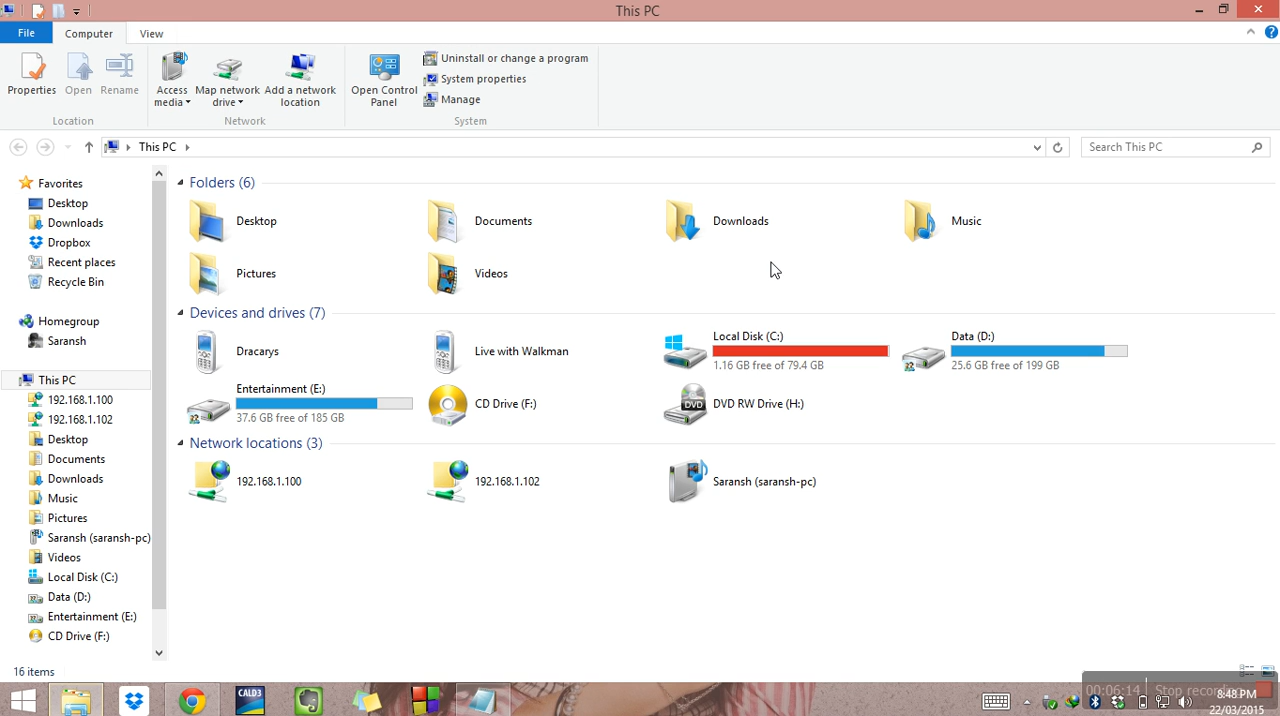 This PC
File Computer View
Properties Open Rename Access media Map network drive Add a network location Open Control Panel Uninstall or change a program
System properties
Manage
Location Network System
This PC Search This PC
Favorites
Desktop
Downloads
Dropbox
Recent places
Recycle Bin
Homegroup
Saransh
This PC
192.168.1.100
192.168.1.102
Desktop
Documents
Downloads
Music
Pictures
Saransh (saransh-pc)
Videos
Local Disk (C:)
Data (D:)
Entertainment (E:)
CD Drive (F:)
Folders (6)
Desktop Documents Downloads Music
Pictures Videos
Devices and drives (7)
Dracarys Live with Walkman
Local Disk (C:)
1.16 GB free of 79.4 GB
Data (D:)
25.6 GB free of 199 GB
Entertainment (E:)
37.6 GB free of 185 GB
CD Drive (F:)
DVD
DVD RW Drive (H:)
Network locations (3)
192.168.1.100 192.168.1.102 Saransh (saransh-pc)
16 items
CALD3
00:06:14 Stop recording
8:48 PM
22/03/2015